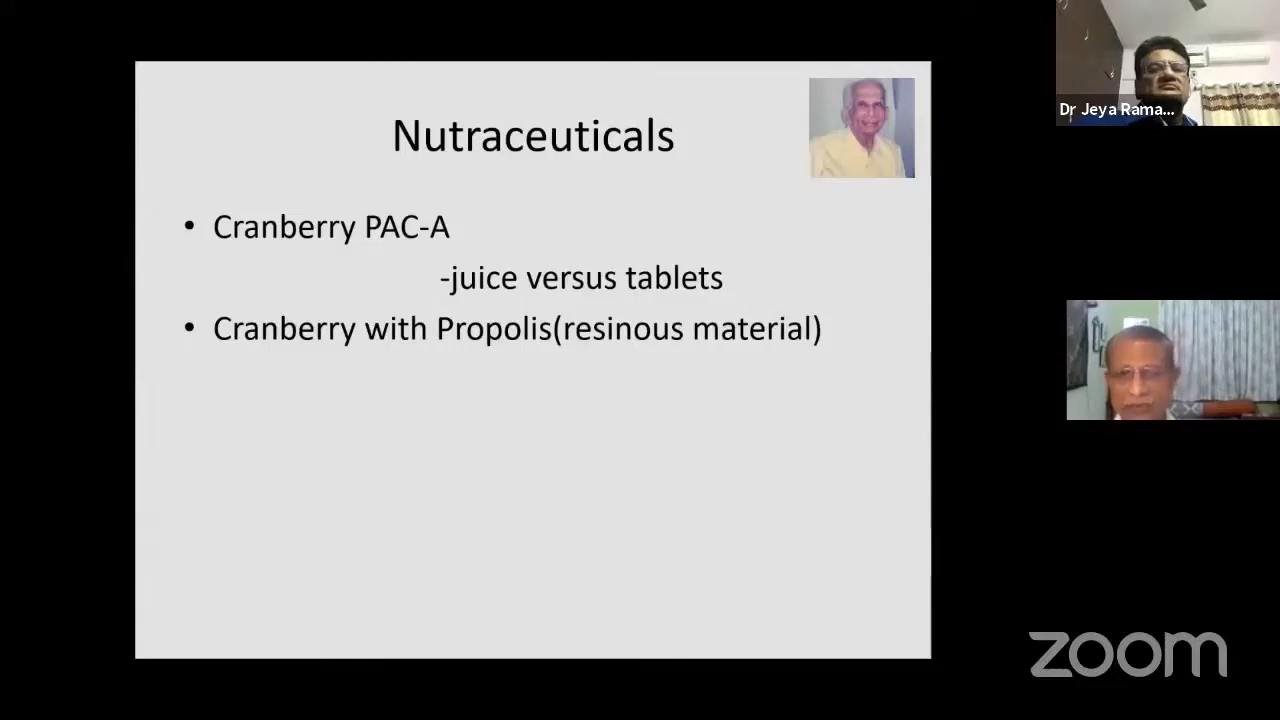 Nutraceuticals
• Cranberry PAC-A
-juice versus tablets
• Cranberry with Propolis(resinous material)
Dr Jeya Rama...
zoom